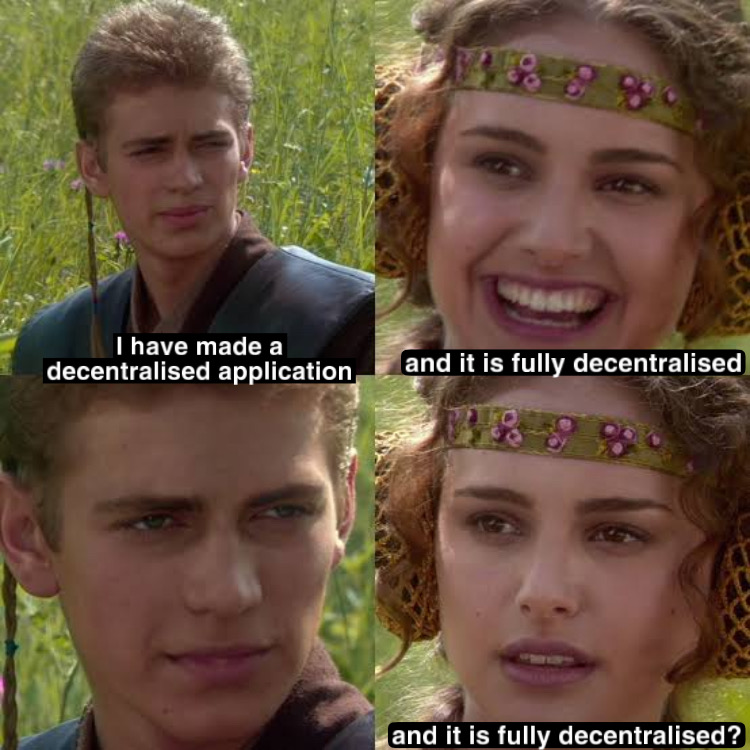 I have made a
decentralised application
and it is fully decentralised
and it is fully decentralised?